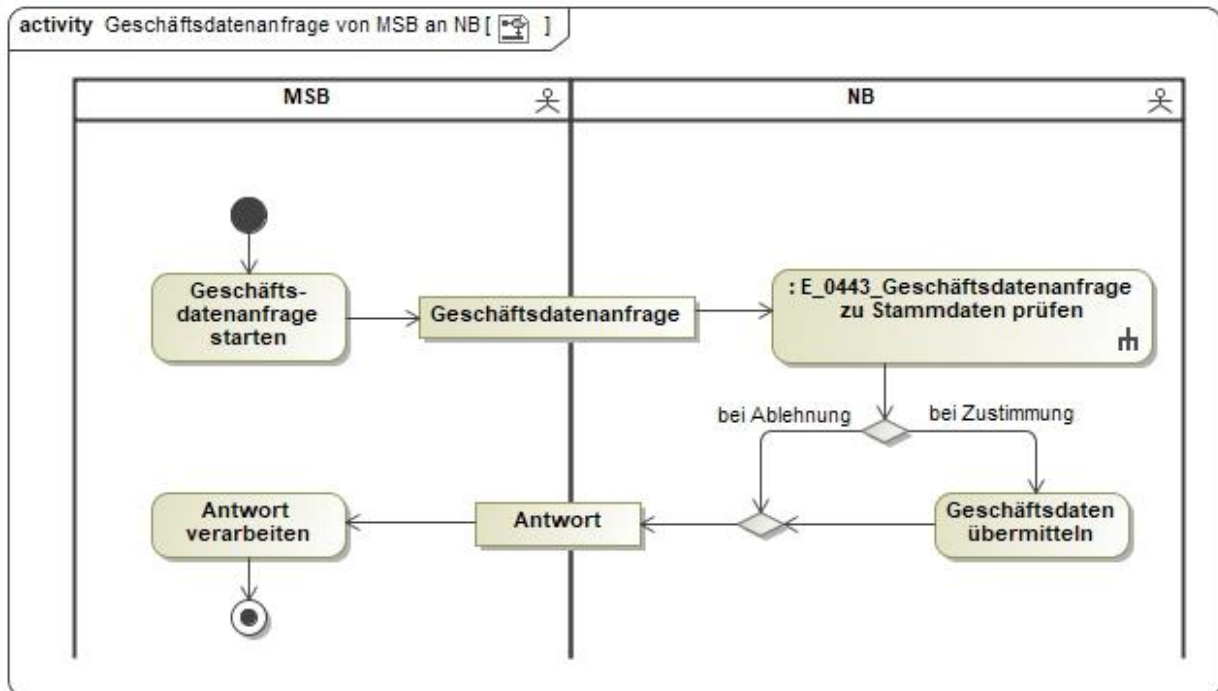 activity Geschäftsdatenanfrage von MSB an NB [ ]
MSB
NB
Geschäfts-
datenanfrage
starten
Geschäftsdatenanfrage
: E_0443_Geschäftsdatenanfrage
zu Stammdaten prüfen
bei Ablehnung
bei Zustimmung
Antwort
verarbeiten
Antwort
Geschäftsdaten
übermitteln